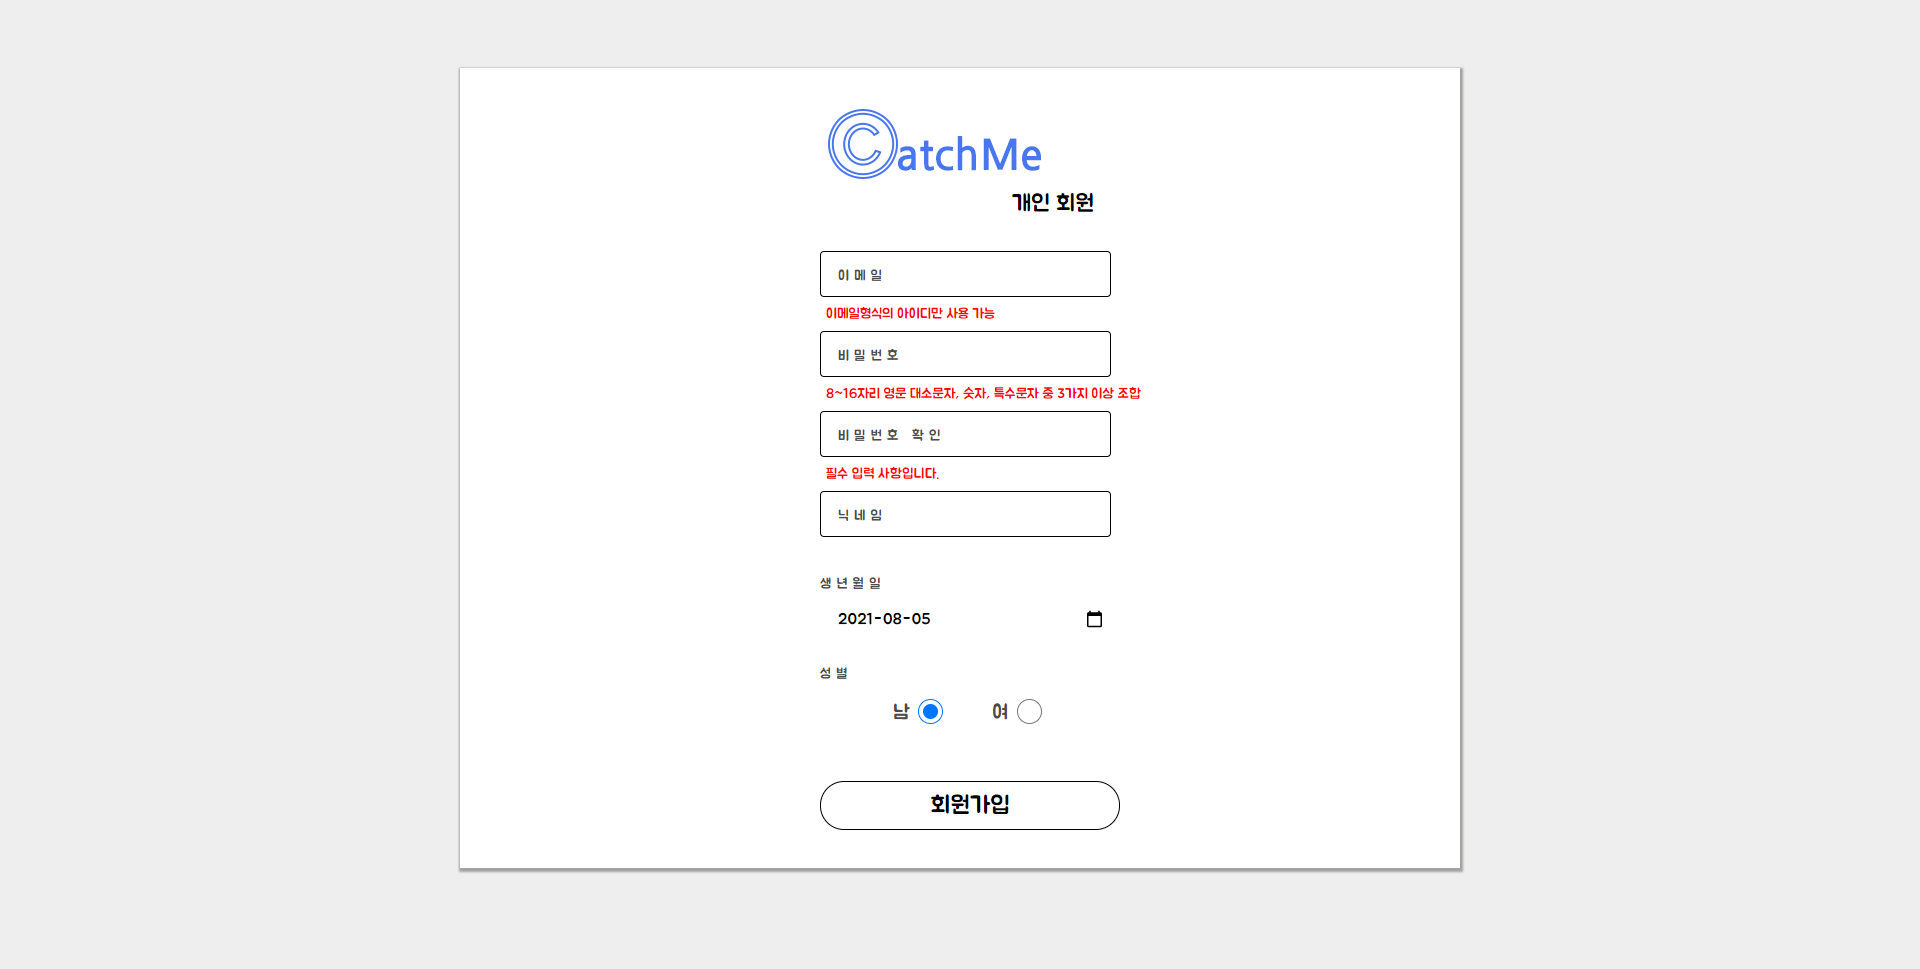 CatchMe
개인 회원
이메일
이메일형식의 아이디만 사용 가능
비밀번호
8~16자리 영문 대소문자, 숫자, 특수문자 중 3가지 이상 조합
비밀번호 확인
필수 입력 사항입니다.
닉네임
생년월일
2021-08-05
성별
남 여
회원가입